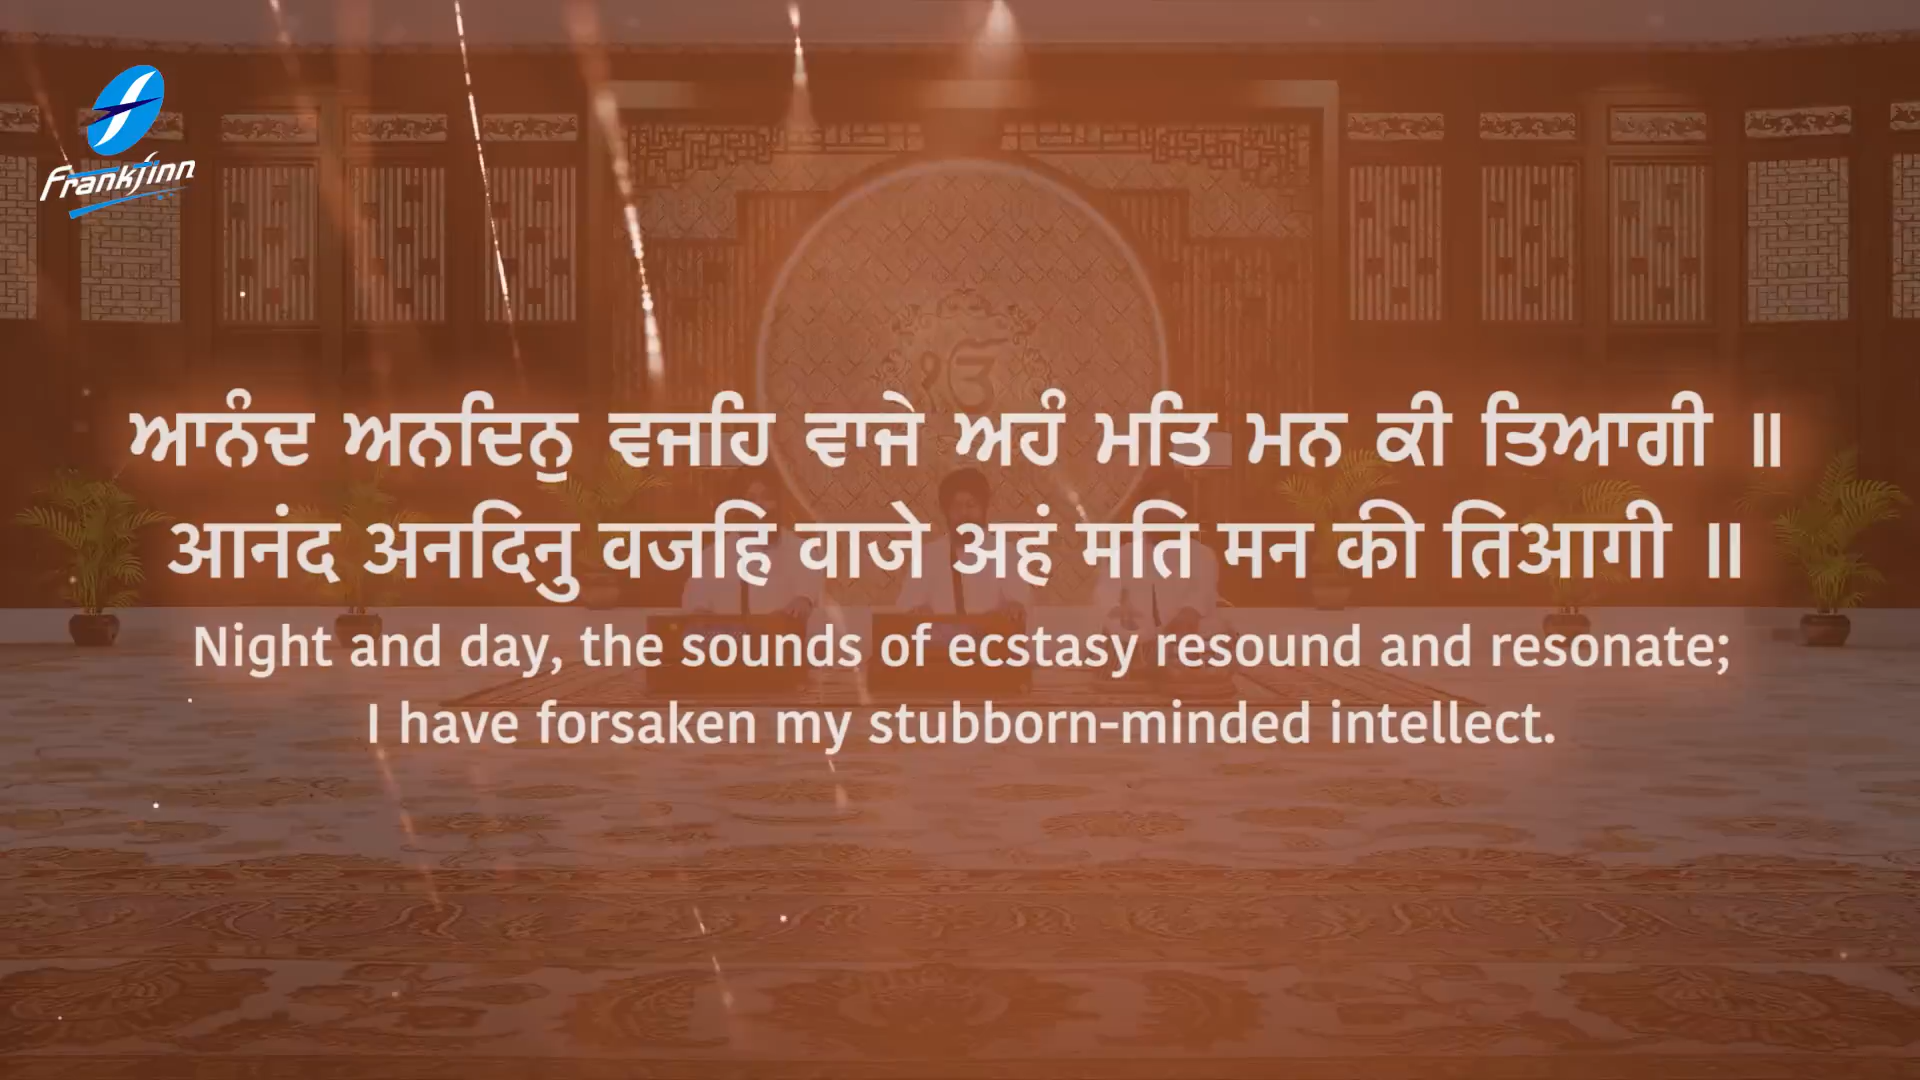 Frankfinn
ੴ
ਆਨੰਦ ਅਨਦਿਨੁ ਵਜਹਿ ਵਾਜੇ ਅਹੰ ਮਤਿ ਮਨ ਕੀ ਤਿਆਗੀ ॥
आनंद अनदिनु वजहि वाजे अहं मति मन की तिआगी ॥
Night and day, the sounds of ecstasy resound and resonate;
I have forsaken my stubborn-minded intellect.